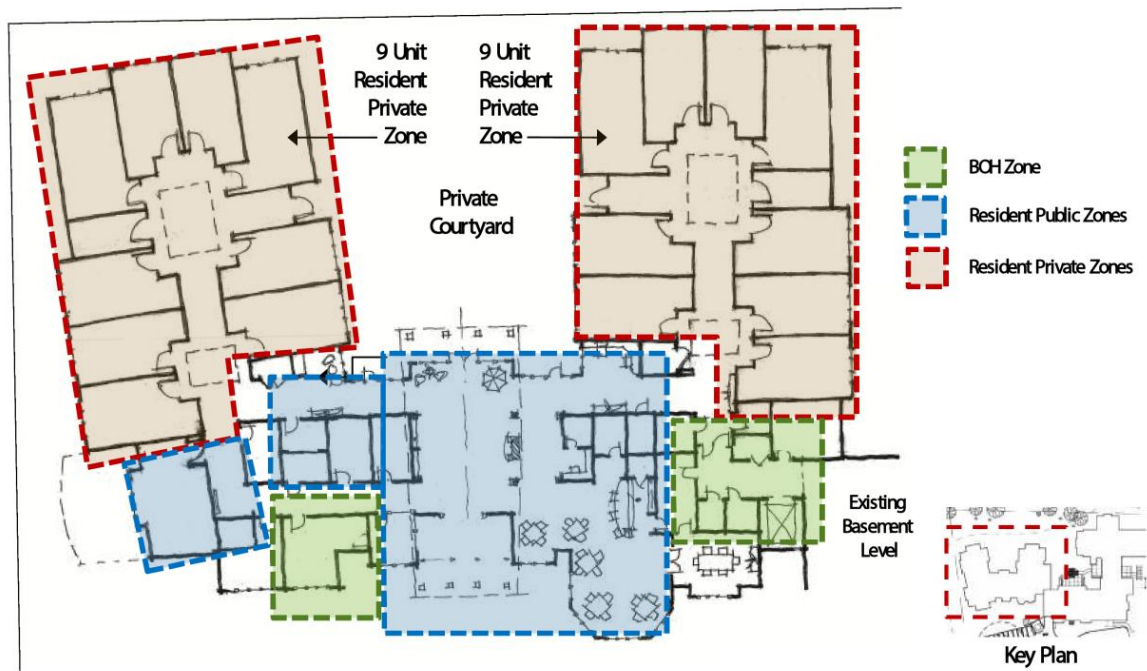 9 Unit
Resident
Private
Zone
9 Unit
Resident
Private
Zone
Private
Courtyard
BOH Zone
Resident Public Zones
Resident Private Zones
Existing
Basement
Level
Key Plan